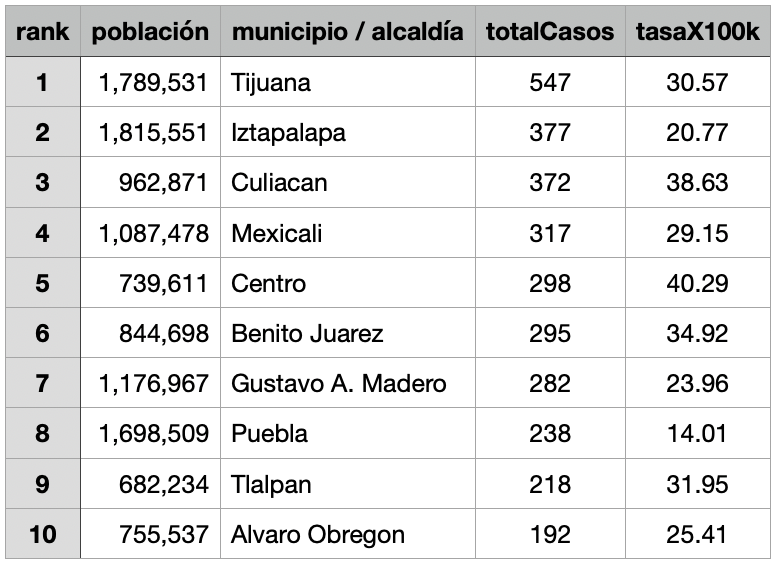 rank población municipio / alcaldía totalCasos tasaX100k
1 1,789,531 Tijuana 547 30.57
2 1,815,551 Iztapalapa 377 20.77
3 962,871 Culiacan 372 38.63
4 1,087,478 Mexicali 317 29.15
5 739,611 Centro 298 40.29
6 844,698 Benito Juarez 295 34.92
7 1,176,967 Gustavo A. Madero 282 23.96
8 1,698,509 Puebla 238 14.01
9 682,234 Tlalpan 218 31.95
10 755,537 Alvaro Obregon 192 25.41